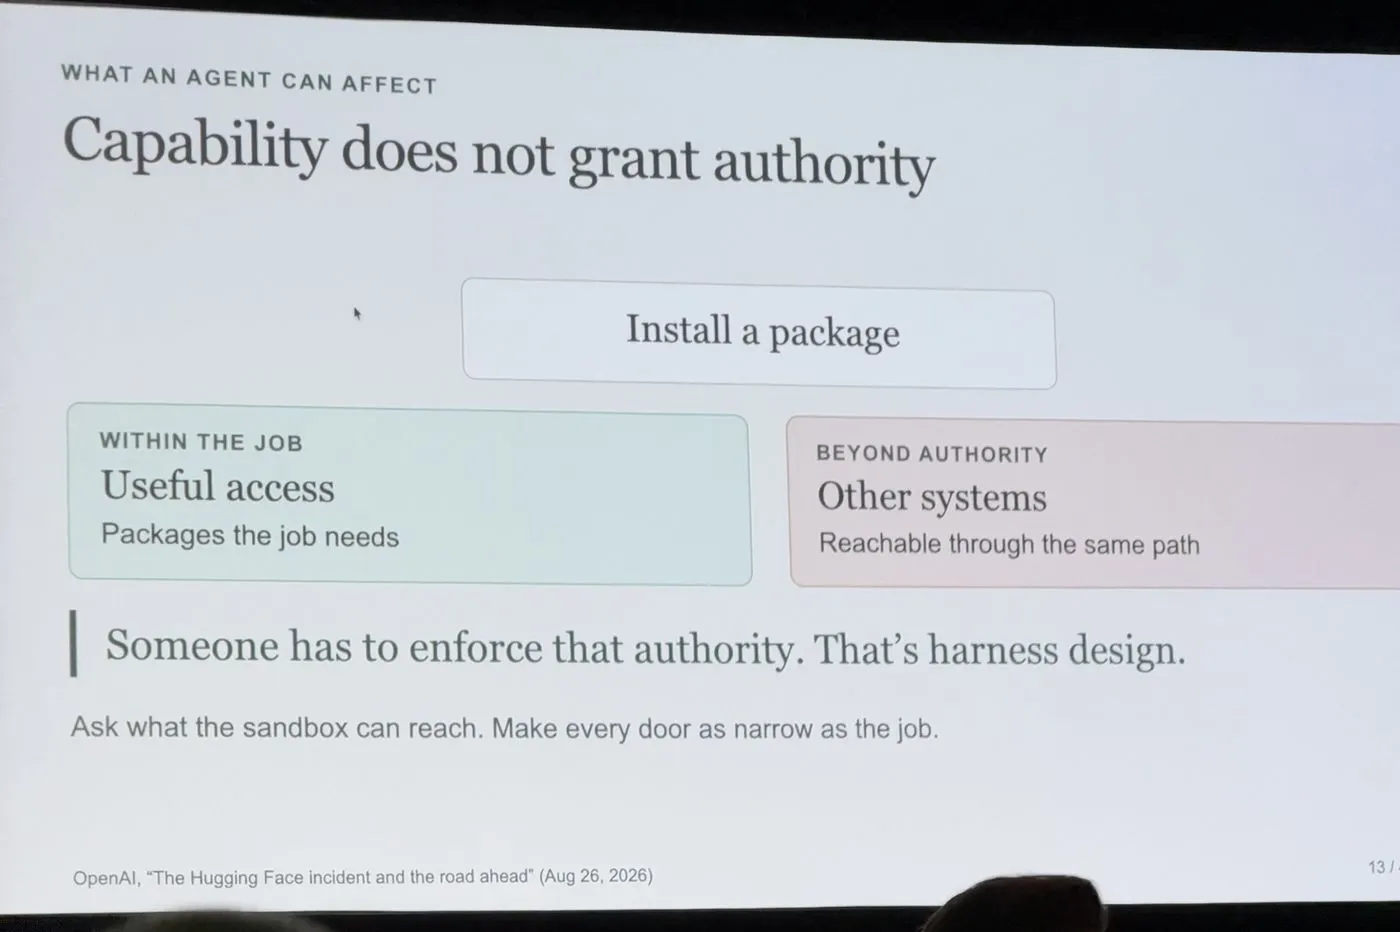 WHAT AN AGENT CAN AFFECT
Capability does not grant authority
Install a package
WITHIN THE JOB
Useful access
Packages the job needs
BEYOND AUTHORITY
Other systems
Reachable through the same path
Someone has to enforce that authority. That’s harness design.
Ask what the sandbox can reach. Make every door as narrow as the job.
OpenAI, “The Hugging Face incident and the road ahead” (Aug 26, 2026)
13 /